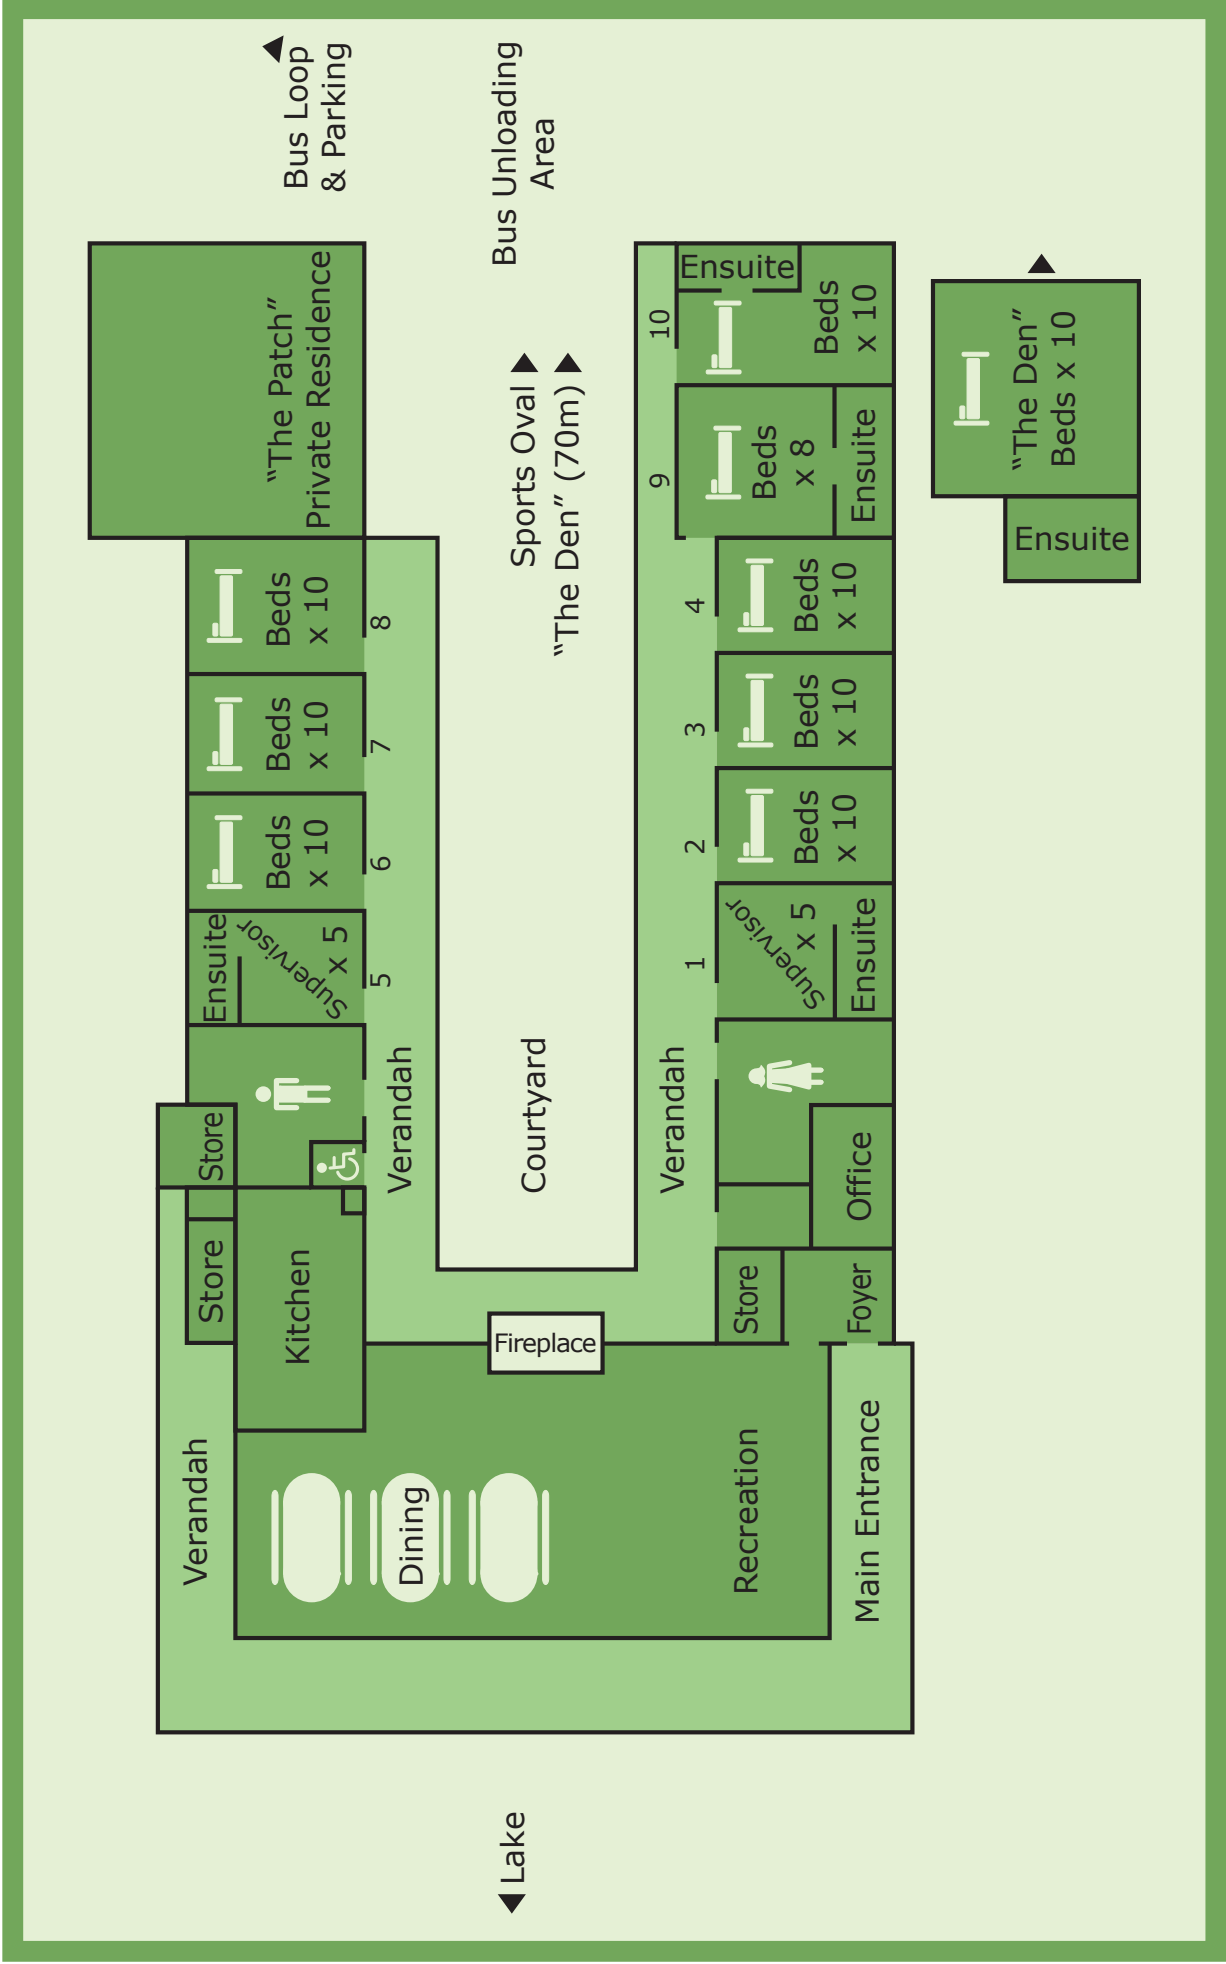 Lake
Verandah
Store
Store
Kitchen
Dining
Recreation
Main Entrance
Fireplace
Store
Foyer
Office
Verandah
Courtyard
Verandah
Ensuite
Supervisor
x 5
5
Beds
x 10
6
Beds
x 10
7
Beds
x 10
8
“The Patch”
Private Residence
Bus Loop
& Parking
Bus Unloading
Area
Sports Oval
“The Den” (70m)
1
Supervisor
x 5
Ensuite
2
Beds
x 10
3
Beds
x 10
4
Beds
x 10
9
Beds
x 8
Ensuite
10
Ensuite
Beds
x 10
Ensuite
“The Den”
Beds x 10